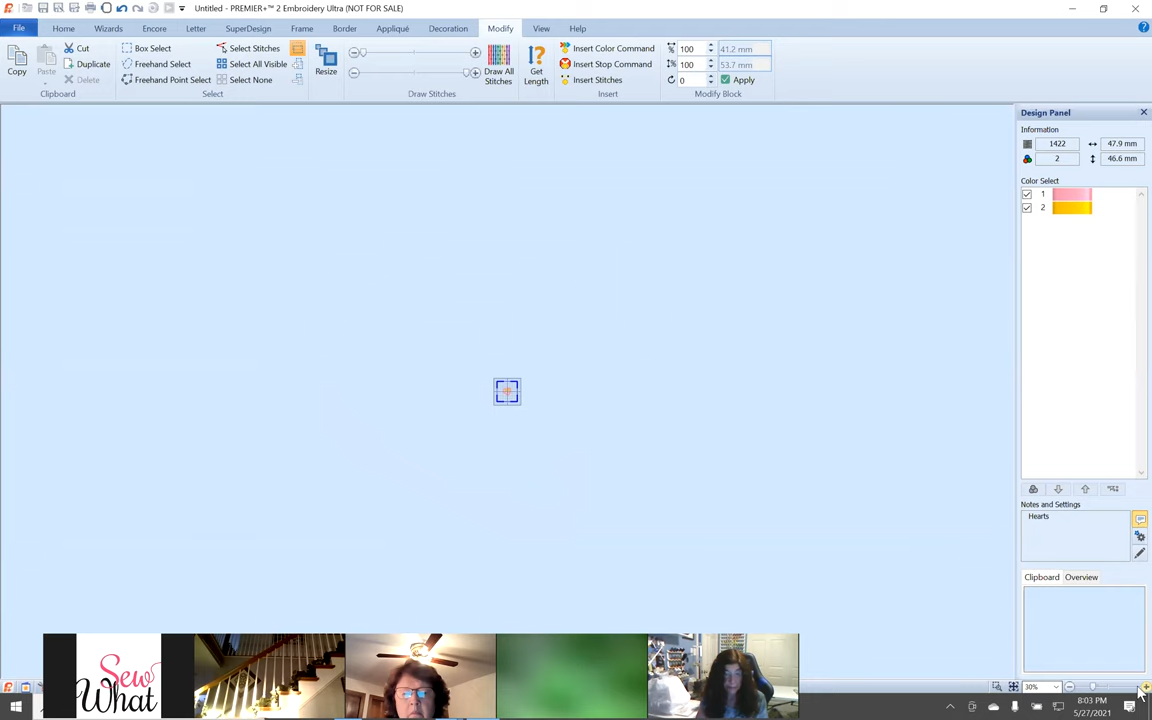 Untitled - PREMIER+™ 2 Embroidery Ultra (NOT FOR SALE)
File Home Wizards Encore Letter SuperDesign Frame Border Appliqué Decoration Modify View Help
Copy
Paste
Cut
Duplicate
Delete
Clipboard
Box Select
Freehand Select
Freehand Point Select
Select Stitches
Select All Visible
Select None
Select
Resize
Draw All
Stitches
Draw Stitches
Get
Length
Insert Color Command
Insert Stop Command
Insert Stitches
Insert
100 41.2 mm
100 53.7 mm
0 Apply
Modify Block
Design Panel
Information
1422 47.9 mm
2 46.6 mm
Color Select
1
2
Notes and Settings
Hearts
Clipboard Overview
30%
Sew
What
8:03 PM
5/27/2021